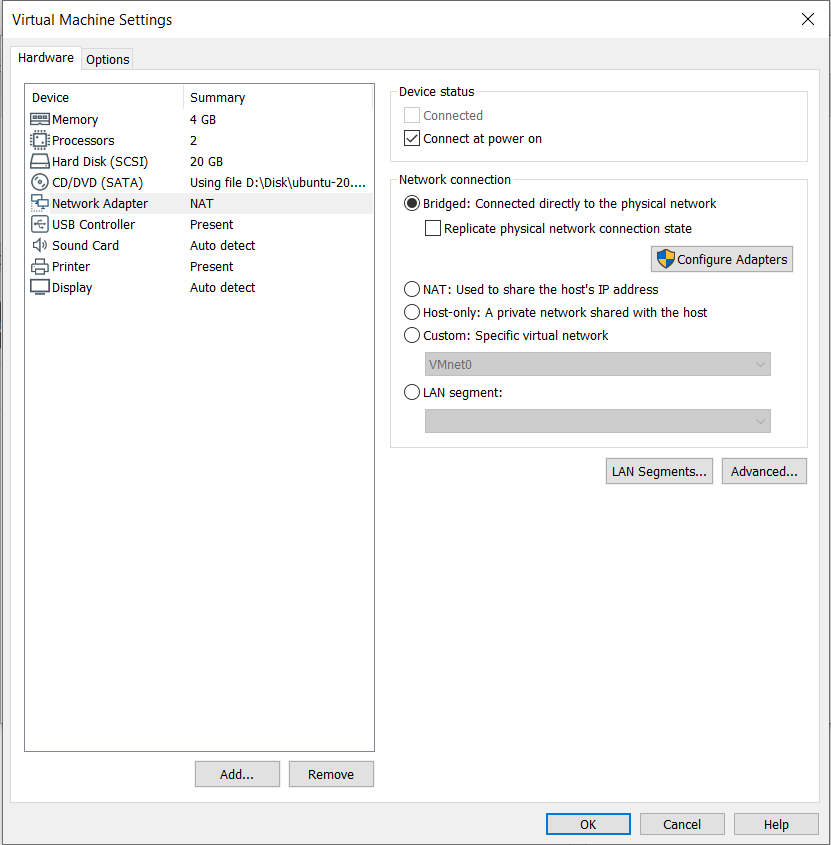 Virtual Machine Settings
Hardware
Options
Device Summary
Memory 4 GB
Processors 2
Hard Disk (SCSI) 20 GB
CD/DVD (SATA) Using file D:\Disk\ubuntu-20....
Network Adapter NAT
USB Controller Present
Sound Card Auto detect
Printer Present
Display Auto detect
Add...
Remove
Device status
Connected
Connect at power on
Network connection
Bridged: Connected directly to the physical network
Replicate physical network connection state
Configure Adapters
NAT: Used to share the host's IP address
Host-only: A private network shared with the host
Custom: Specific virtual network
VMnet0
LAN segment:
LAN Segments...
Advanced...
OK
Cancel
Help